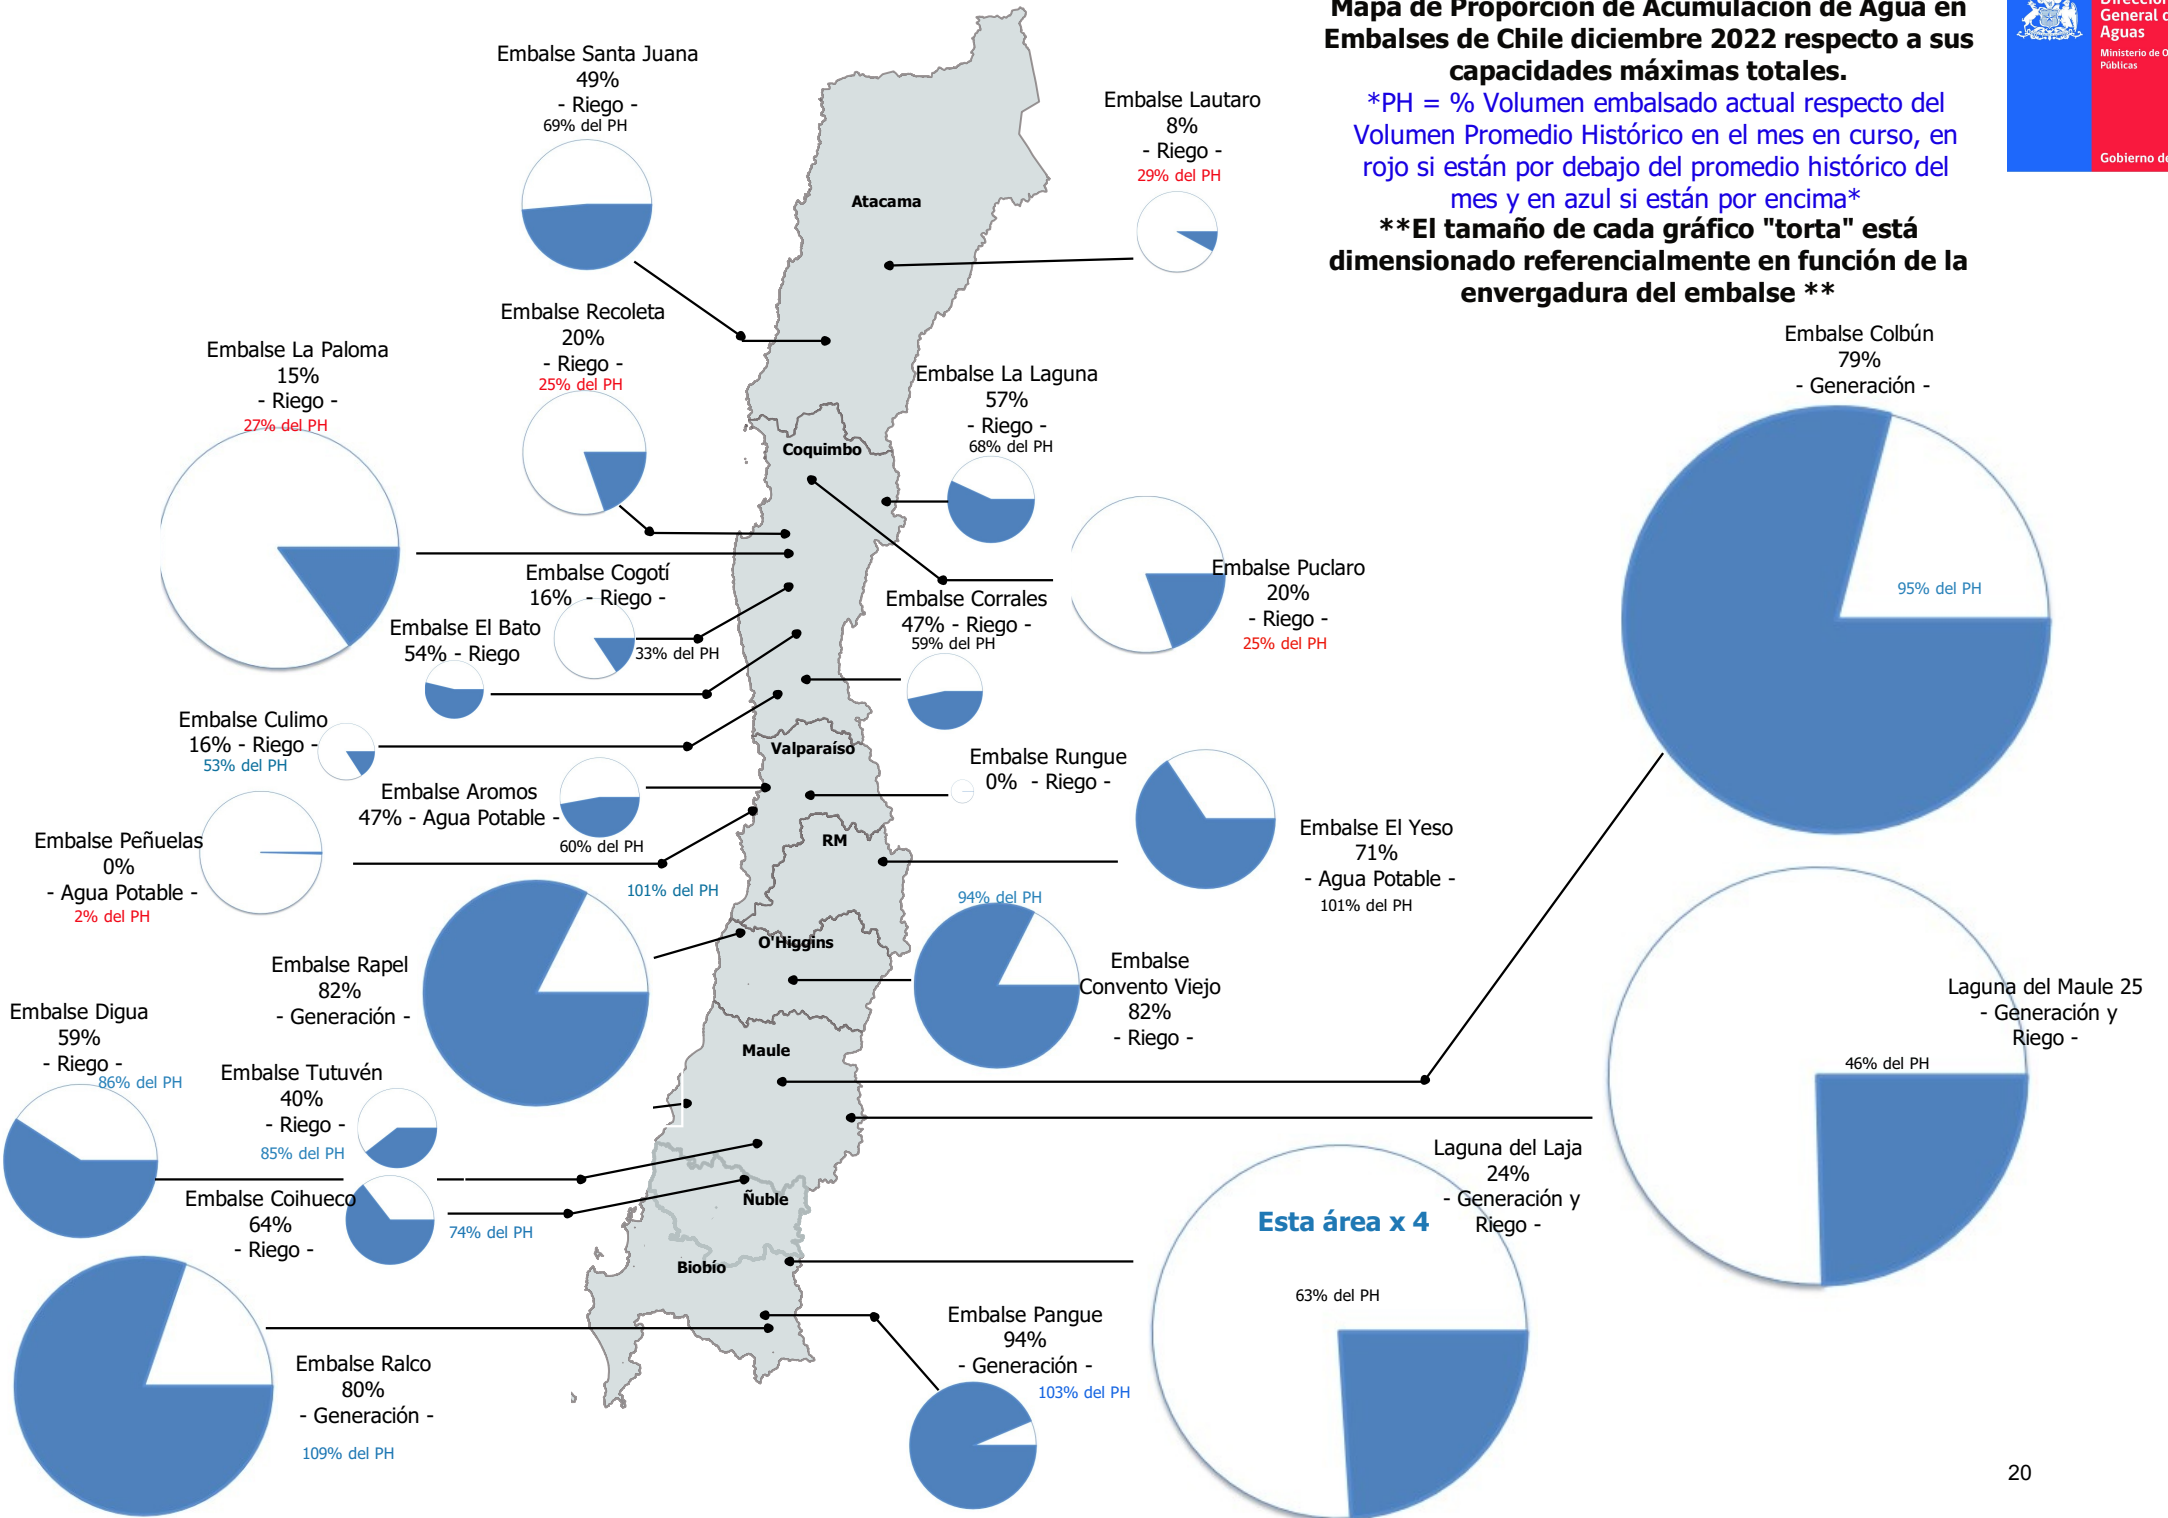 Mapa de Proporción de Acumulación de Agua en
Embalses de Chile diciembre 2022 respecto a sus
capacidades máximas totales.
*PH = % Volumen embalsado actual respecto del
Volumen Promedio Histórico en el mes en curso, en
rojo si están por debajo del promedio histórico del
mes y en azul si están por encima*
**El tamaño de cada gráfico "torta" está
dimensionado referencialmente en función de la
envergadura del embalse **
Dirección
General d
Aguas
Ministerio de O
Públicas
Gobierno de
Embalse Santa Juana
49%
- Riego -
69% del PH
Embalse Lautaro
8%
- Riego -
29% del PH
Atacama
Embalse Recoleta
20%
- Riego -
25% del PH
Embalse La Paloma
15%
- Riego -
27% del PH
Embalse La Laguna
57%
- Riego -
68% del PH
Embalse Colbún
79%
- Generación -
95% del PH
Coquimbo
Embalse Puclaro
20%
- Riego -
25% del PH
Embalse Cogotí
16% - Riego -
33% del PH
Embalse Corrales
47% - Riego -
59% del PH
Embalse El Bato
54% - Riego
Embalse Culimo
16% - Riego -
53% del PH
Valparaíso
Embalse Rungue
0% - Riego -
Embalse Aromos
47% - Agua Potable -
60% del PH
Embalse Peñuelas
0%
- Agua Potable -
2% del PH
RM
Embalse El Yeso
71%
- Agua Potable -
101% del PH
101% del PH
Embalse Rapel
82%
- Generación -
94% del PH
Embalse
Convento Viejo
82%
- Riego -
O'Higgins
Laguna del Maule 25
- Generación y
Riego -
46% del PH
Embalse Digua
59%
- Riego -
86% del PH
Maule
Embalse Tutuvén
40%
- Riego -
85% del PH
Embalse Coihueco
64%
- Riego -
74% del PH
Ñuble
Laguna del Laja
24%
- Generación y
Riego -
Esta área x 4
63% del PH
Biobío
Embalse Pangue
94%
- Generación -
103% del PH
Embalse Ralco
80%
- Generación -
109% del PH
20